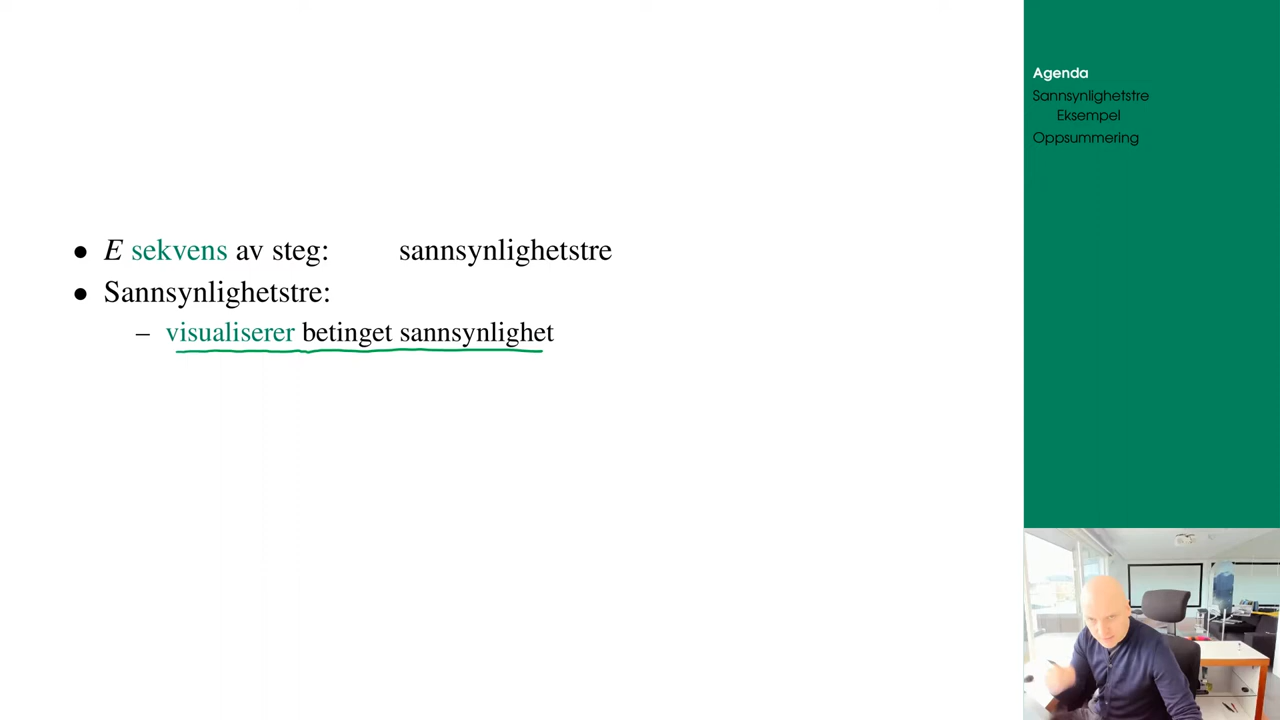 E sekvens av steg: sannsynlighetstre
Sannsynlighetstre:
– visualiserer betinget sannsynlighet
Agenda
Sannsynlighetstre
Eksempel
Oppsummering